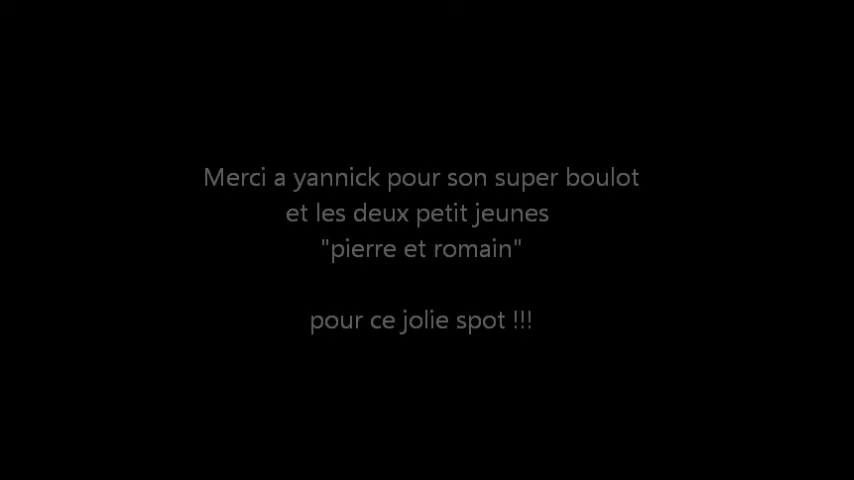 Merci a yannick pour son super boulot
et les deux petit jeunes
"pierre et romain"
pour ce jolie spot !!!